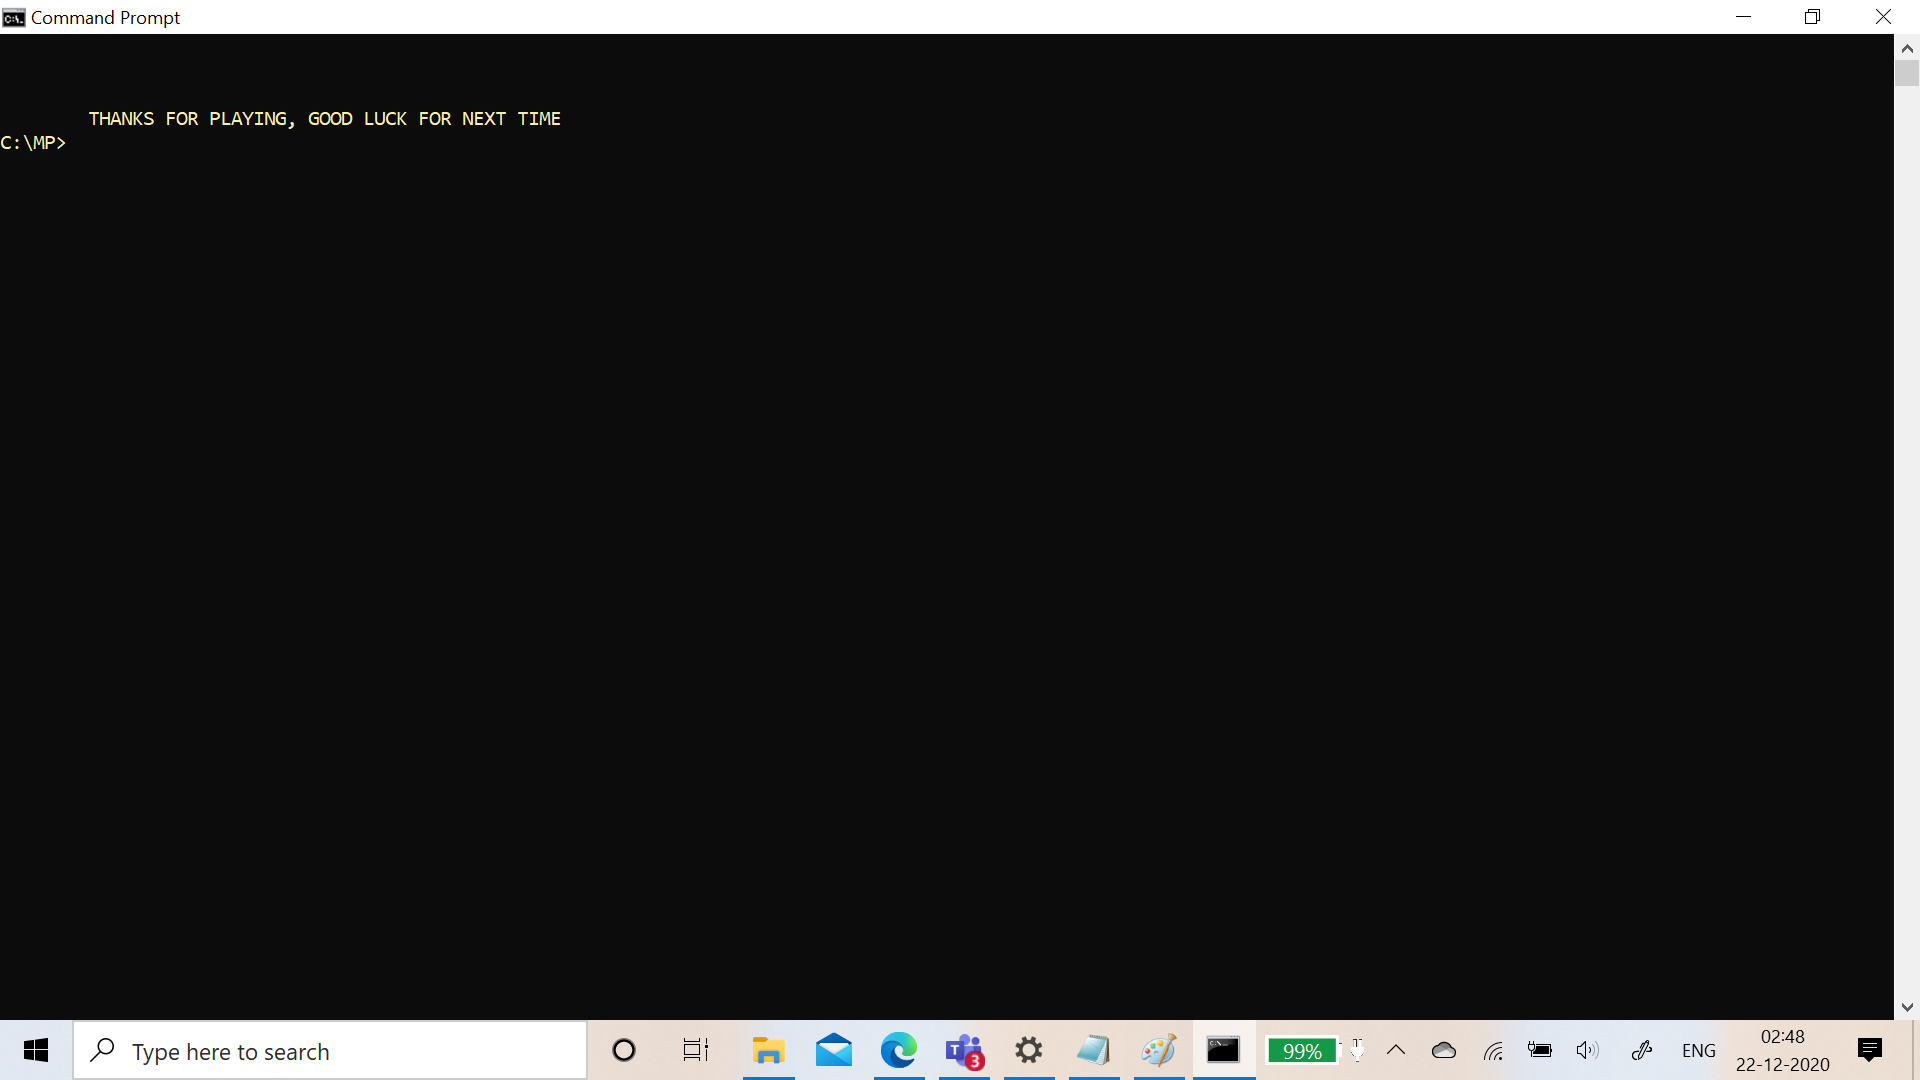 Command Prompt
THANKS FOR PLAYING, GOOD LUCK FOR NEXT TIME
C:\MP>
Type here to search
3
99%
ENG
02:48
22-12-2020